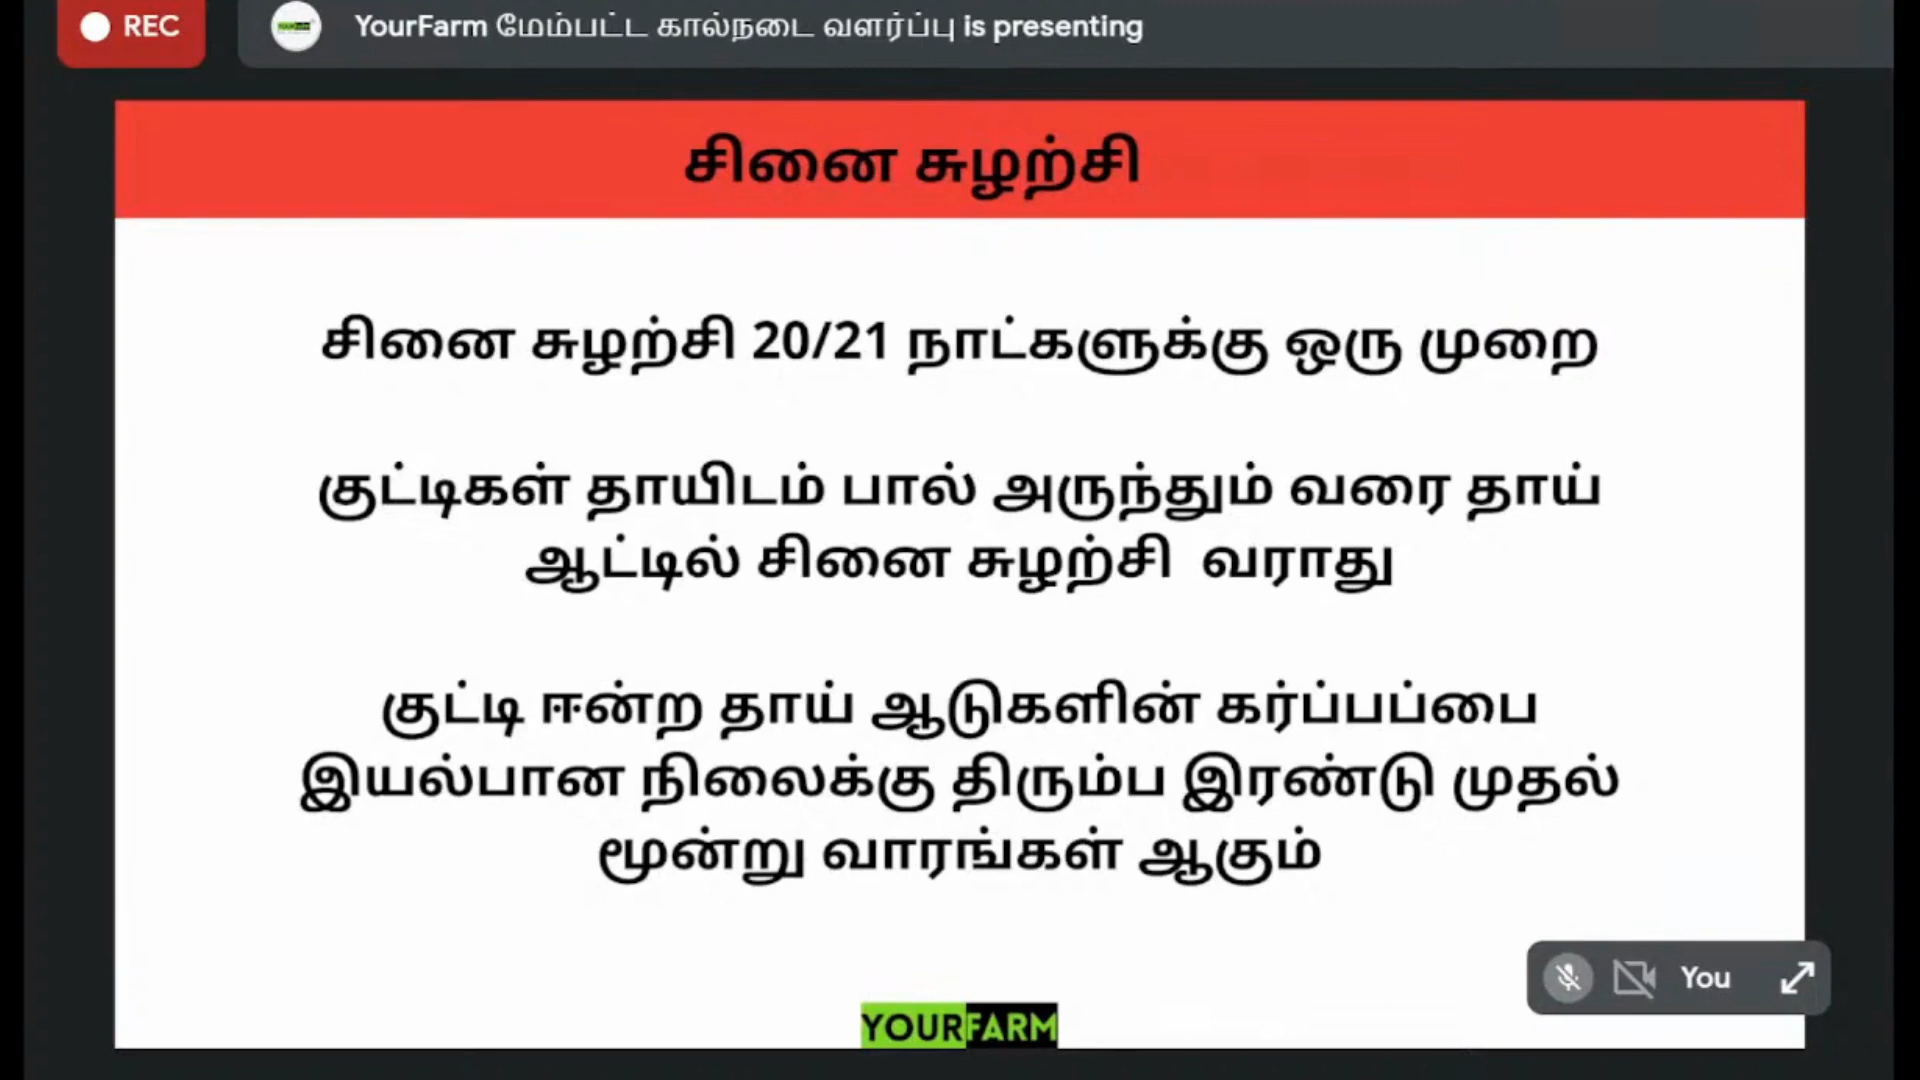 REC
YourFarm மேம்பட்ட கால்நடை வளர்ப்பு is presenting
சினை சுழற்சி
சினை சுழற்சி 20/21 நாட்களுக்கு ஒரு முறை
குட்டிகள் தாயிடம் பால் அருந்தும் வரை தாய்
ஆட்டில் சினை சுழற்சி வராது
குட்டி ஈன்ற தாய் ஆடுகளின் கர்ப்பப்பை
இயல்பான நிலைக்கு திரும்ப இரண்டு முதல்
மூன்று வாரங்கள் ஆகும்
You
YOURFARM